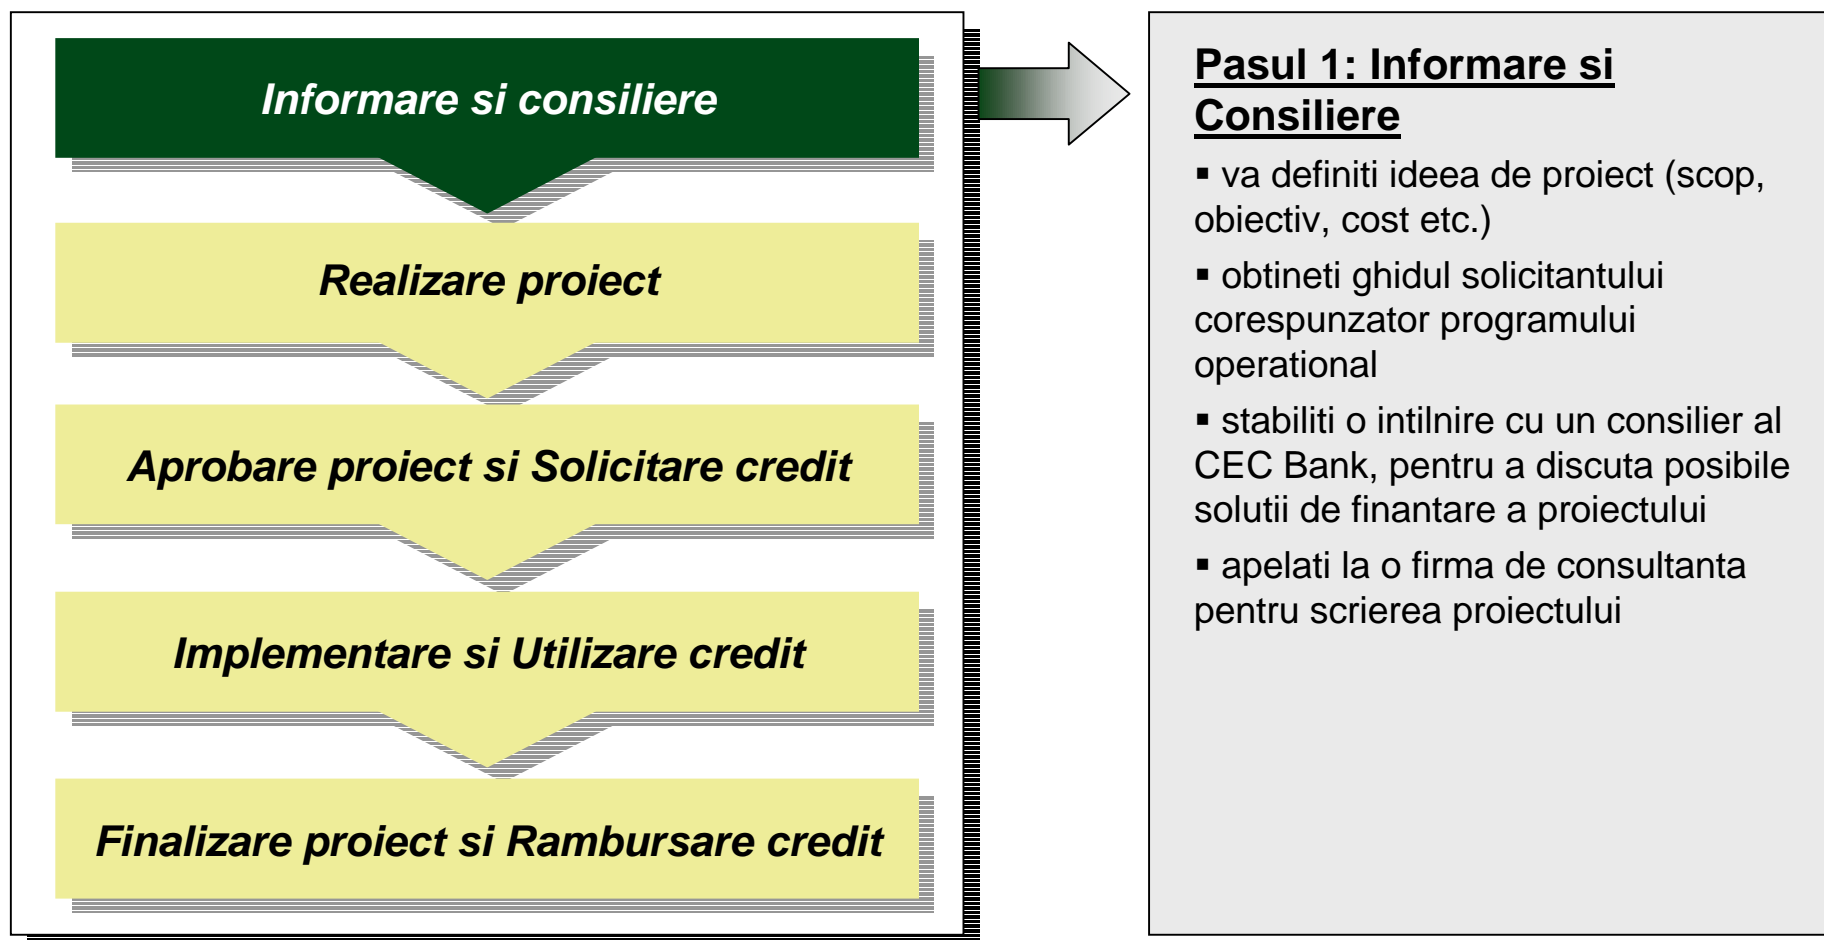 Informare si consiliere
Realizare proiect
Aprobare proiect si Solicitare credit
Implementare si Utilizare credit
Finalizare proiect si Rambursare credit
Pasul 1: Informare si
Consiliere
▪ va definiti ideea de proiect (scop,
obiectiv, cost etc.)
▪ obtineti ghidul solicitantului
corespunzator programului
operational
▪ stabiliti o intilnire cu un consilier al
CEC Bank, pentru a discuta posibile
solutii de finantare a proiectului
▪ apelati la o firma de consultanta
pentru scrierea proiectului